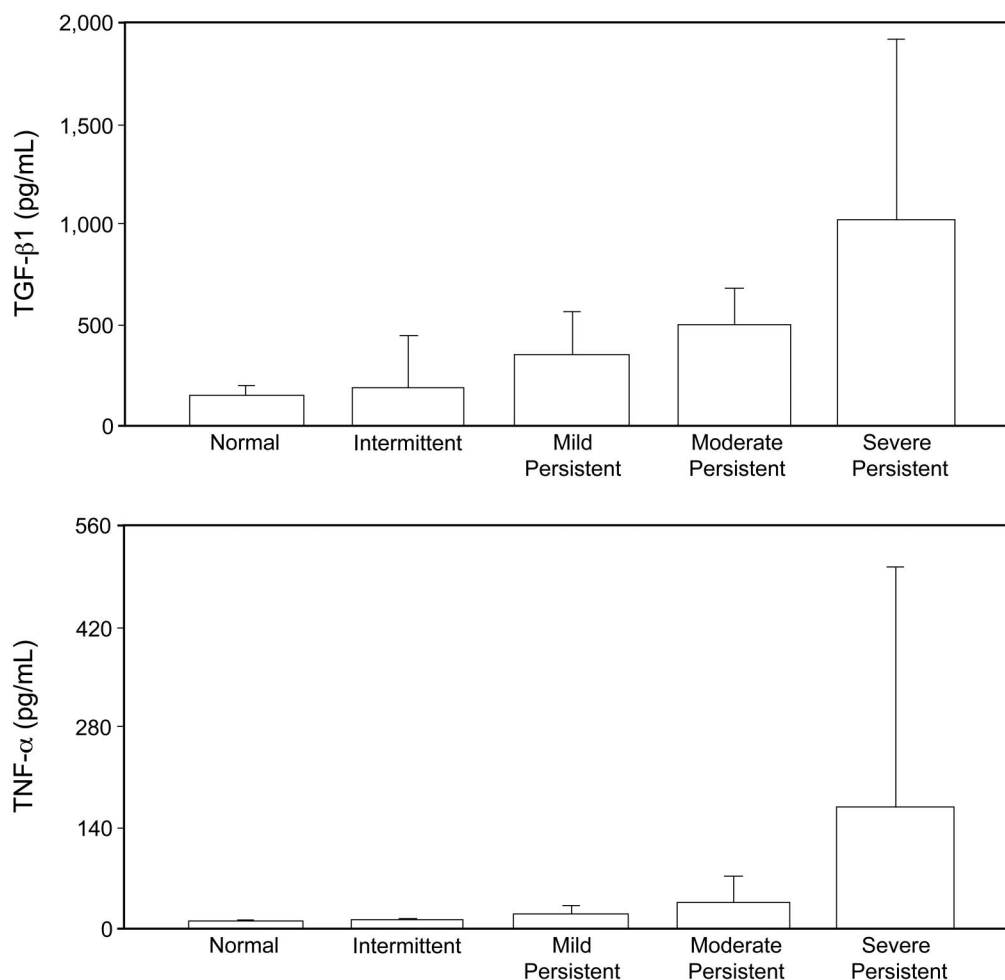 2,000
1,500
1,000
500
0
TGF-β1 (pg/mL)
Normal
Intermittent
Mild
Persistent
Moderate
Persistent
Severe
Persistent
560
420
280
140
0
TNF-α (pg/mL)
Normal
Intermittent
Mild
Persistent
Moderate
Persistent
Severe
Persistent